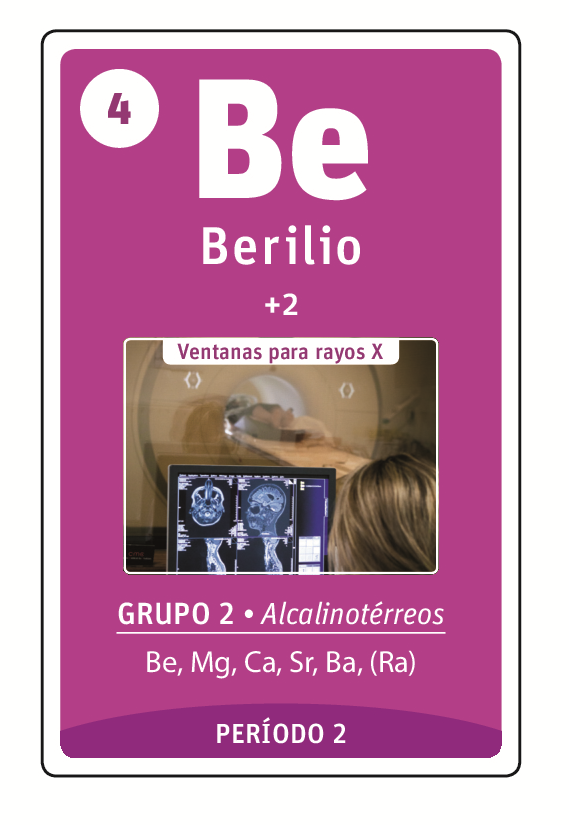 4
Be
Berilio
+2
Ventanas para rayos X
GRUPO 2 • Alcalinotérreos
Be, Mg, Ca, Sr, Ba, (Ra)
PERÍODO 2